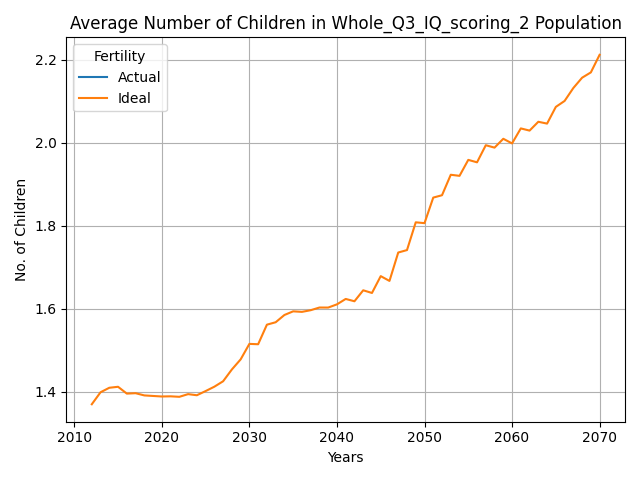 Average Number of Children in Whole_Q3_IQ_scoring_2 Population
Fertility
Actual
Ideal
No. of Children
2.2
2.0
1.8
1.6
1.4
2010 2020 2030 2040 2050 2060 2070
Years